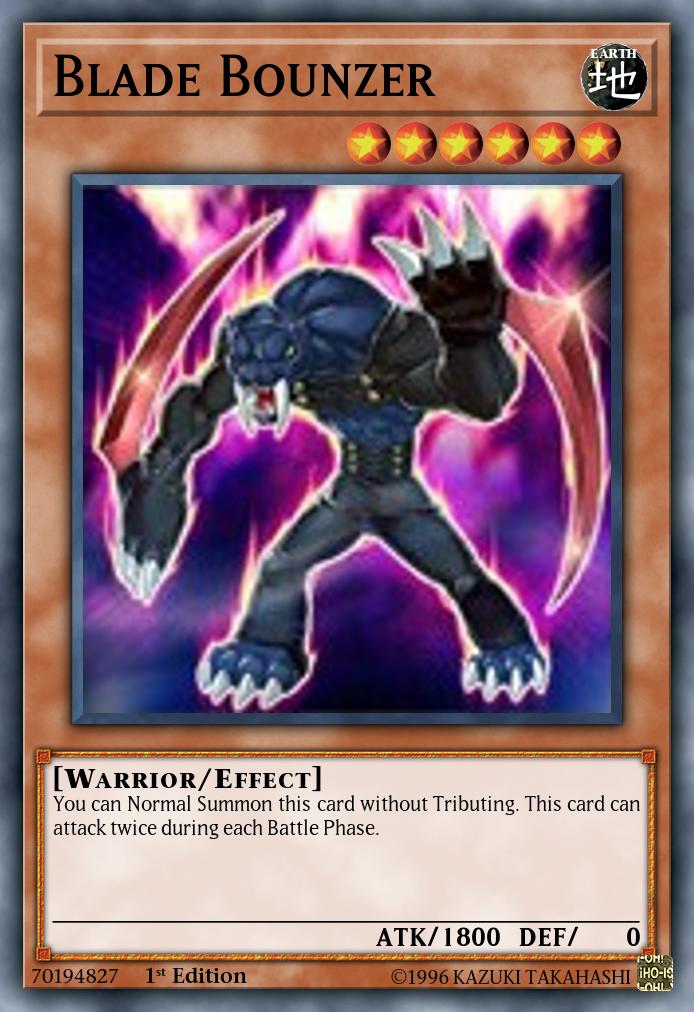 Blade Bounzer
EARTH
地
[Warrior/Effect]
You can Normal Summon this card without Tributing. This card can
attack twice during each Battle Phase.
ATK/1800 DEF/ 0
70194827 1st Edition ©1996 KAZUKI TAKAHASHI